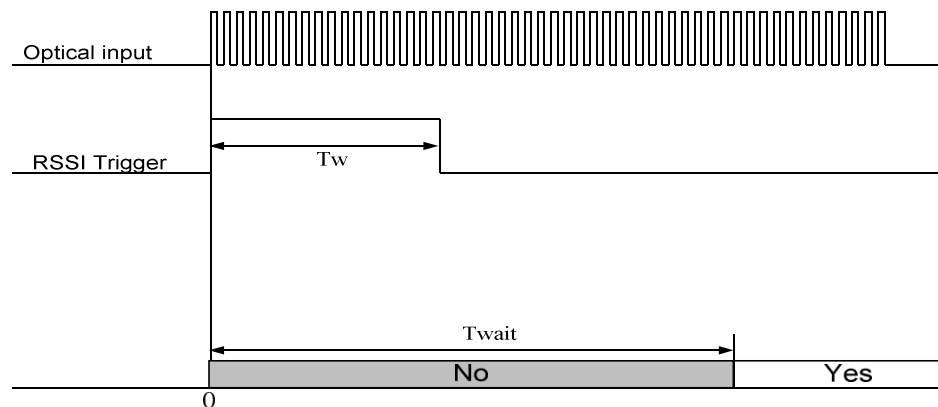 Optical input
RSSI Trigger
Tw
Twait
No
Yes
0